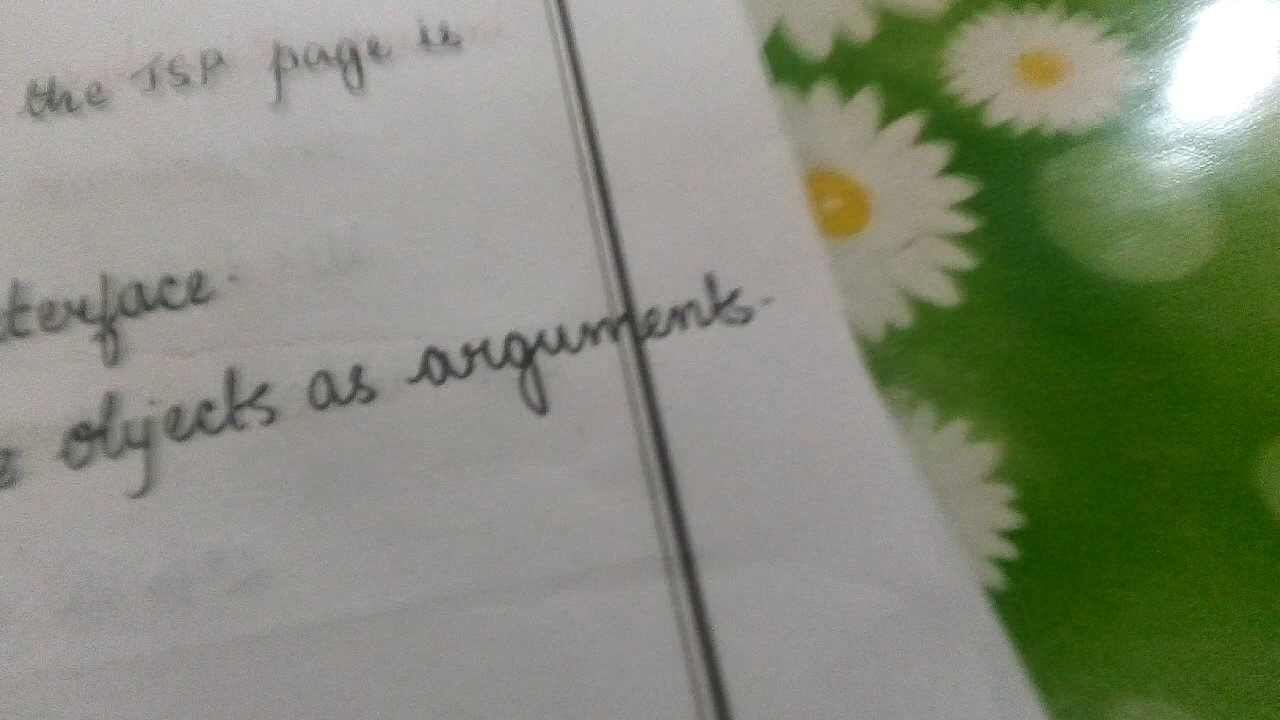 the JSP page is
terface.
objects as arguments.